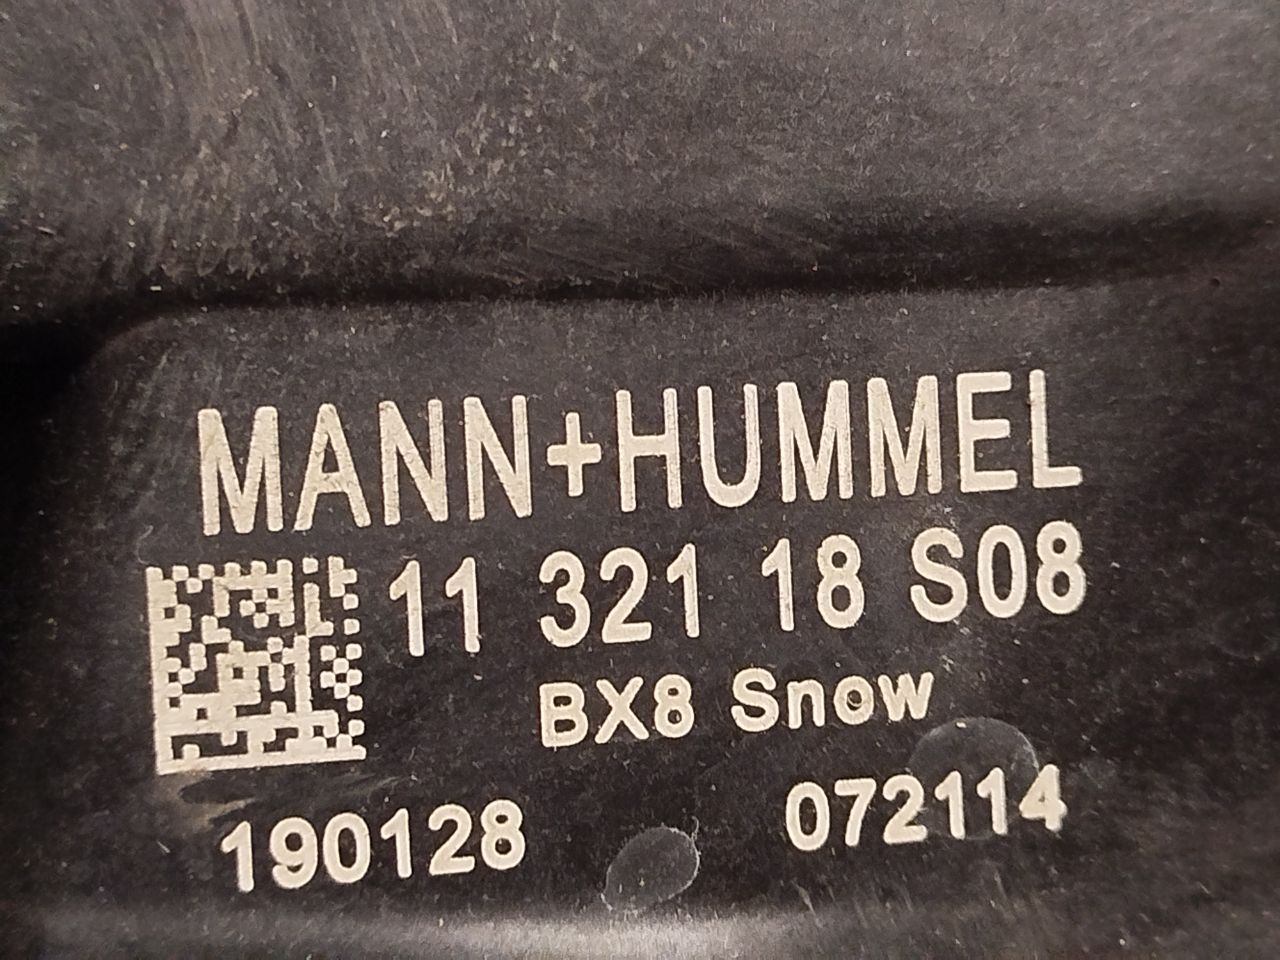 MANN+HUMMEL
11 321 18 S08
BX8 Snow
190128 072114